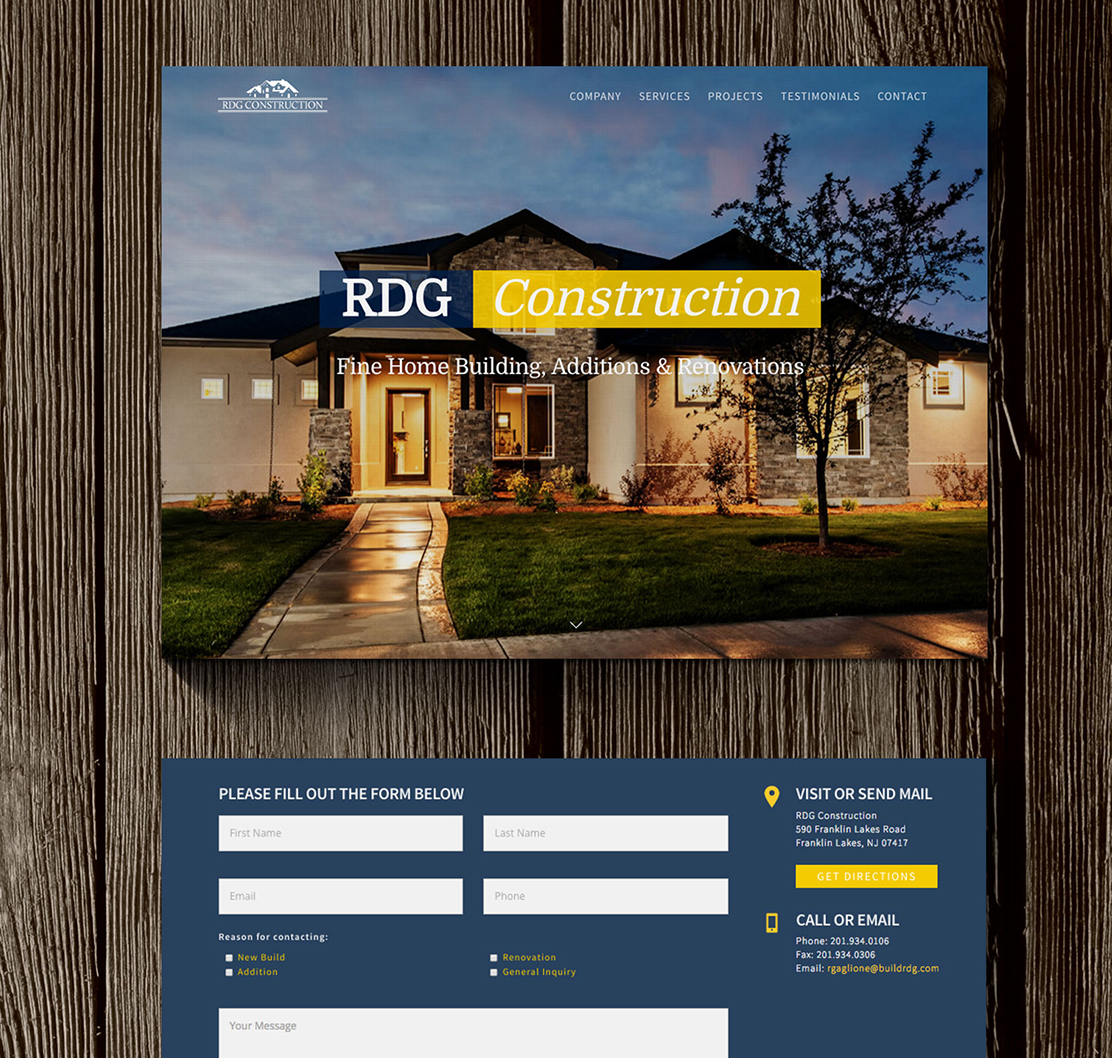 RDG CONSTRUCTION
COMPANY SERVICES PROJECTS TESTIMONIALS CONTACT
RDG Construction
Fine Home Building, Additions & Renovations
PLEASE FILL OUT THE FORM BELOW
First Name
Last Name
Email
Phone
Reason for contacting:
New Build
Renovation
Addition
General Inquiry
Your Message
VISIT OR SEND MAIL
RDG Construction
590 Franklin Lakes Road
Franklin Lakes, NJ 07417
GET DIRECTIONS
CALL OR EMAIL
Phone: 201.934.0106
Fax: 201.934.0306
Email: rgaglione@buildrdg.com